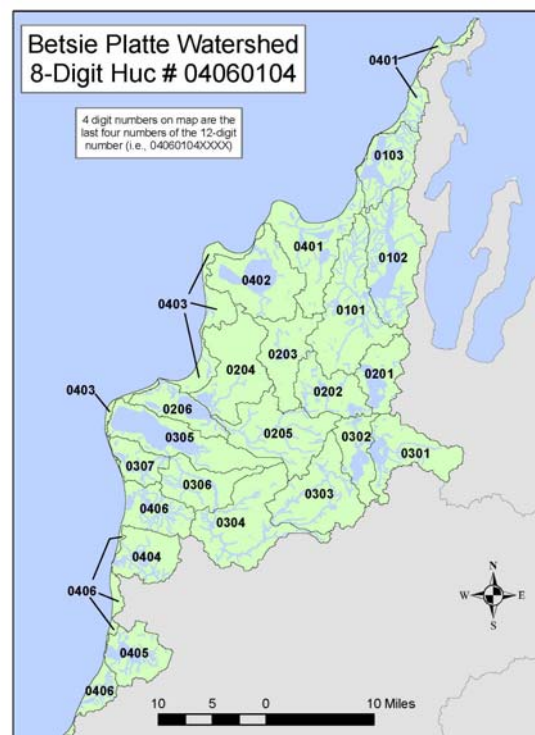 Betsie Platte Watershed
8-Digit Huc # 04060104
4 digit numbers on map are the
last four numbers of the 12-digit
number (i.e., 04060104XXXX)
0401
0103
0401
0102
0402
0403
0101
0203
0204
0201
0202
0403
0206
0205
0305
0302
0301
0307
0306
0303
0406
0304
0404
0406
N
W
E
S
0405
0406
10
5
0
10 Miles